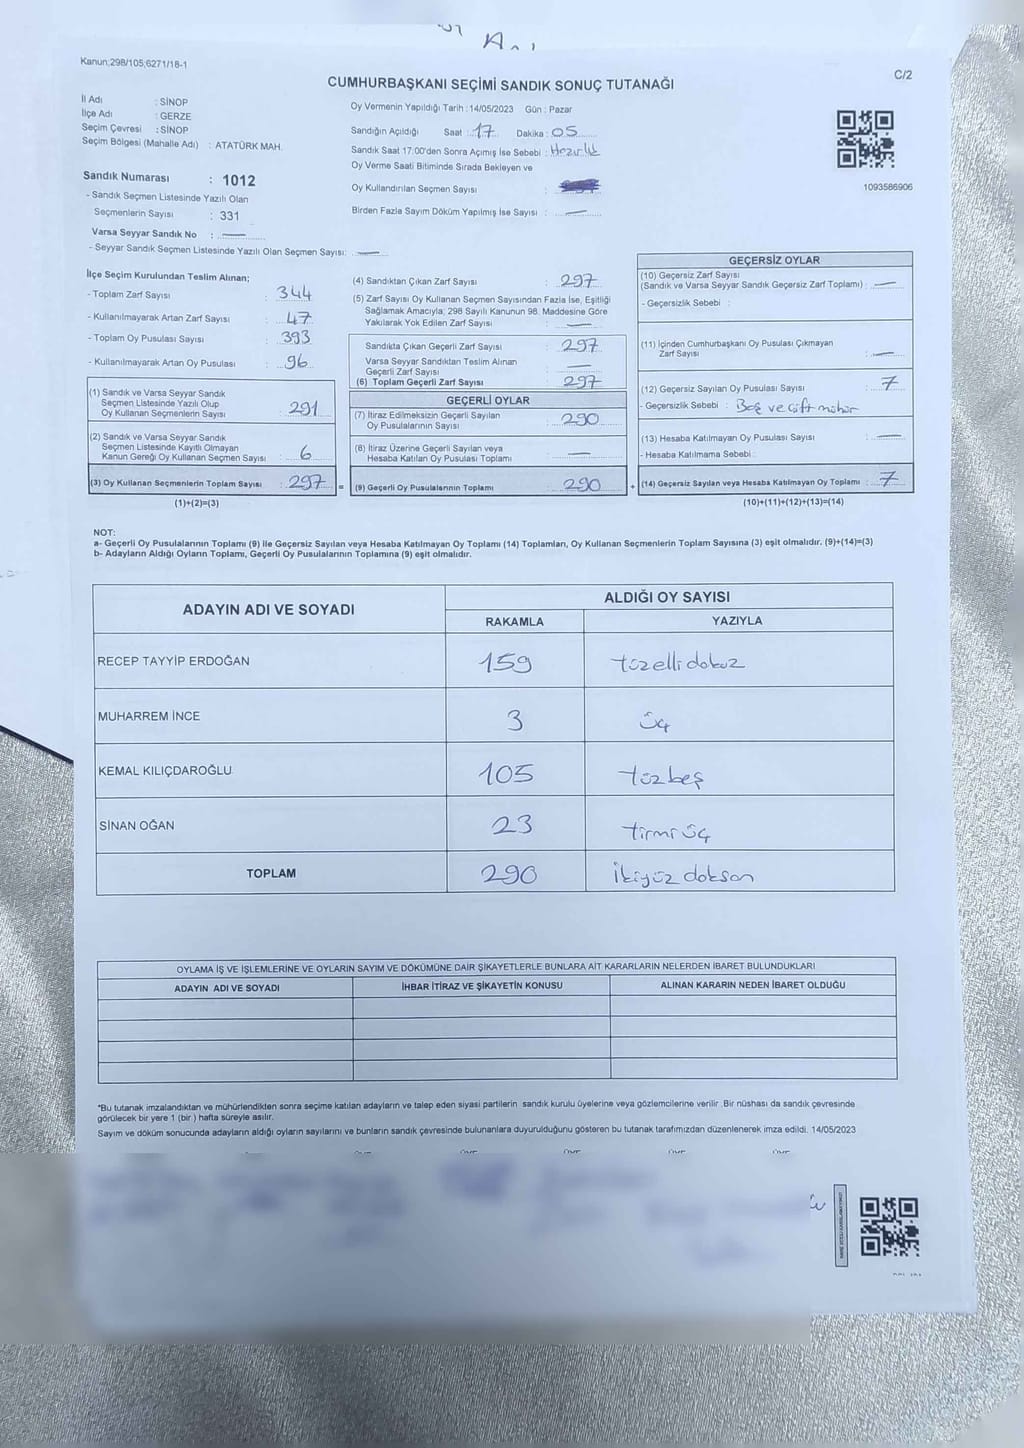 Kanun;298/105;6271/18-1
C/2
CUMHURBAŞKANI SEÇİMİ SANDIK SONUÇ TUTANAĞI
İl Adı : SİNOP
İlçe Adı : GERZE
Seçim Çevresi : SİNOP
Seçim Bölgesi (Mahalle Adı) : ATATÜRK MAH.
Sandık Numarası : 1012
- Sandık Seçmen Listesinde Yazılı Olan
Seçmenlerin Sayısı : 331
Varsa Seyyar Sandık No :
- Seyyar Sandık Seçmen Listesinde Yazılı Olan Seçmen Sayısı:
Oy Vermenin Yapıldığı Tarih : 14/05/2023 Gün : Pazar
Sandığın Açıldığı Saat : 17 Dakika : 05
Sandık Saat 17:00'den Sonra Açımış İse Sebebi : Hazırlık
Oy Verme Saati Bitiminde Sırada Bekleyen ve
Oy Kullandırılan Seçmen Sayısı :
Birden Fazla Sayım Döküm Yapılmış İse Sayısı :
1093586906
İlçe Seçim Kurulundan Teslim Alınan;
- Toplam Zarf Sayısı : 344
- Kullanılmayarak Artan Zarf Sayısı : 47
- Toplam Oy Pusulası Sayısı : 393
- Kullanılmayarak Artan Oy Pusulası : 96
(1) Sandık ve Varsa Seyyar Sandık
Seçmen Listesinde Yazılı Olup
Oy Kullanan Seçmenlerin Sayısı : 291
(2) Sandık ve Varsa Seyyar Sandık
Seçmen Listesinde Kayıtlı Olmayan
Kanun Gereği Oy Kullanan Seçmen Sayısı : 6
(3) Oy Kullanan Seçmenlerin Toplam Sayısı : 297
(1)+(2)=(3)
(4) Sandıktan Çıkan Zarf Sayısı : 297
(5) Zarf Sayısı Oy Kullanan Seçmen Sayısından Fazla İse, Eşitliği
Sağlamak Amacıyla; 298 Sayılı Kanunun 98. Maddesine Göre
Yakılarak Yok Edilen Zarf Sayısı :
Sandıkta Çıkan Geçerli Zarf Sayısı : 297
Varsa Seyyar Sandıktan Teslim Alınan
Geçerli Zarf Sayısı :
(6) Toplam Geçerli Zarf Sayısı : 297
GEÇERLİ OYLAR
(7) İtiraz Edilmeksizin Geçerli Sayılan
Oy Pusulalarının Sayısı : 290
(8) İtiraz Üzerine Geçerli Sayılan veya
Hesaba Katılan Oy Pusulası Toplamı :
= (9) Geçerli Oy Pusulalarının Toplamı : 290
GEÇERSİZ OYLAR
(10) Geçersiz Zarf Sayısı
(Sandık ve Varsa Seyyar Sandık Geçersiz Zarf Toplamı) :
- Geçersizlik Sebebi :
(11) İçinden Cumhurbaşkanı Oy Pusulası Çıkmayan
Zarf Sayısı :
(12) Geçersiz Sayılan Oy Pusulası Sayısı : 7
- Geçersizlik Sebebi : Boş ve Çift mühür
(13) Hesaba Katılmayan Oy Pusulası Sayısı :
- Hesaba Katılmama Sebebi :
+ (14) Geçersiz Sayılan veya Hesaba Katılmayan Oy Toplamı : 7
(10)+(11)+(12)+(13)=(14)
NOT:
a- Geçerli Oy Pusulalarının Toplamı (9) ile Geçersiz Sayılan veya Hesaba Katılmayan Oy Toplamı (14) Toplamları, Oy Kullanan Seçmenlerin Toplam Sayısına (3) eşit olmalıdır. (9)+(14)=(3)
b- Adayların Aldığı Oyların Toplamı, Geçerli Oy Pusulalarının Toplamına (9) eşit olmalıdır.
ADAYIN ADI VE SOYADI ALDIĞI OY SAYISI
RAKAMLA YAZIYLA
RECEP TAYYİP ERDOĞAN 159 Yüzellidokuz
MUHARREM İNCE 3 üç
KEMAL KILIÇDAROĞLU 105 Yüzbeş
SİNAN OĞAN 23 Yirmi üç
TOPLAM 290 İkiyüz doksan
OYLAMA İŞ VE İŞLEMLERİNE VE OYLARIN SAYIM VE DÖKÜMÜNE DAİR ŞİKAYETLERLE BUNLARA AİT KARARLARIN NELERDEN İBARET BULUNDUKLARI
ADAYIN ADI VE SOYADI İHBAR İTİRAZ VE ŞİKAYETİN KONUSU ALINAN KARARIN NEDEN İBARET OLDUĞU
*Bu tutanak imzalandıktan ve mühürlendikten sonra seçime katılan adayların ve talep eden siyasi partilerin sandık kurulu üyelerine veya gözlemcilerine verilir .Bir nüshası da sandık çevresinde
görülecek bir yere 1 (bir ) hafta süreyle asılır.
Sayım ve döküm sonucunda adayların aldığı oyların sayılarını ve bunların sandık çevresinde bulunanlara duyurulduğunu gösteren bu tutanak tarafımızdan düzenlenerek imza edildi. 14/05/2023